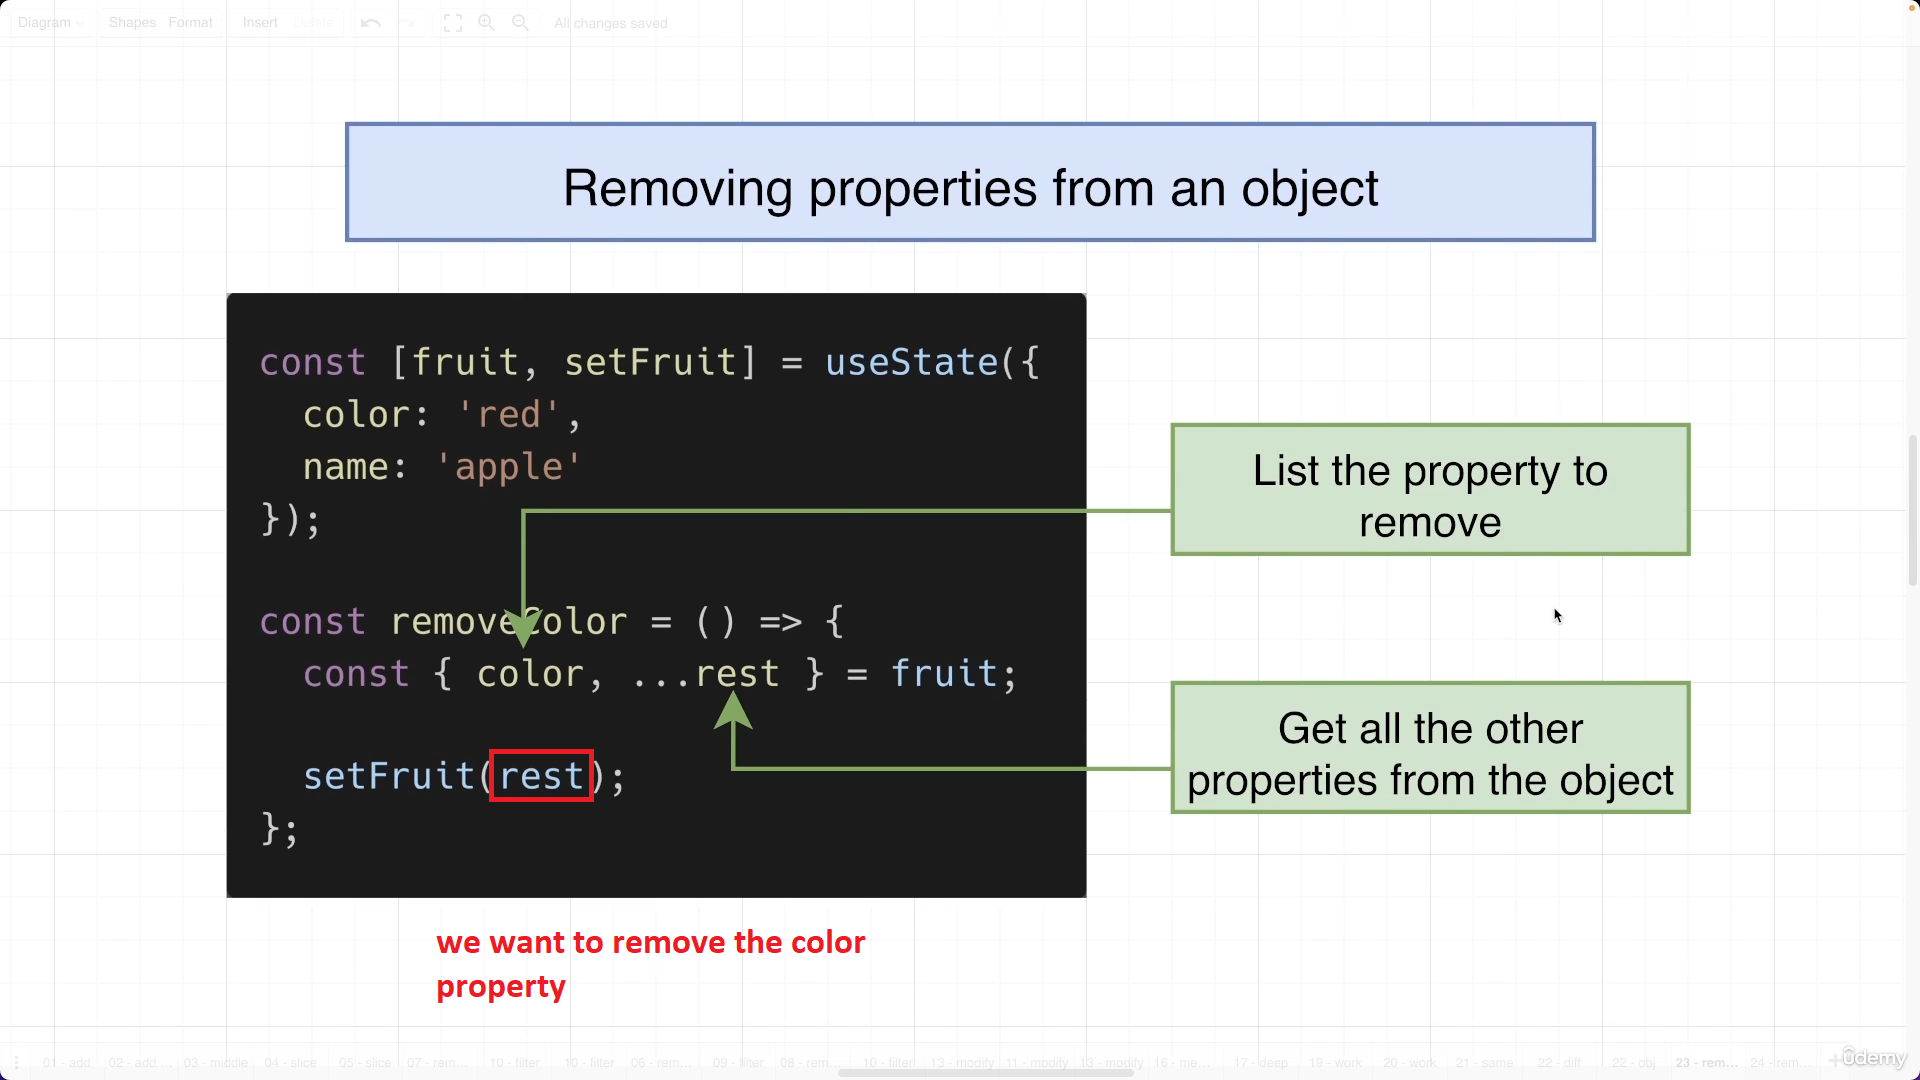 Diagram Shapes Format Insert Delete All changes saved
Removing properties from an object
const [fruit, setFruit] = useState({
color: 'red',
name: 'apple'
});
List the property to
remove
const removeColor = () => {
const { color, ...rest } = fruit;
Get all the other
properties from the object
setFruit(rest);
};
we want to remove the color
property
01 - add 02 - add ... 03 - middle 04 - slice 05 - slice 07 - rem... 10 - filter 10 - filter 06 - rem... 09 - filter 08 - rem... 10 - filter 13 - modify 11 - modify 13 - modify 16 - me... 17 - deep 19 - work 20 - work 21 - same 22 - diff 22 - obj 23 - rem... 24 - rem...
ûdemy